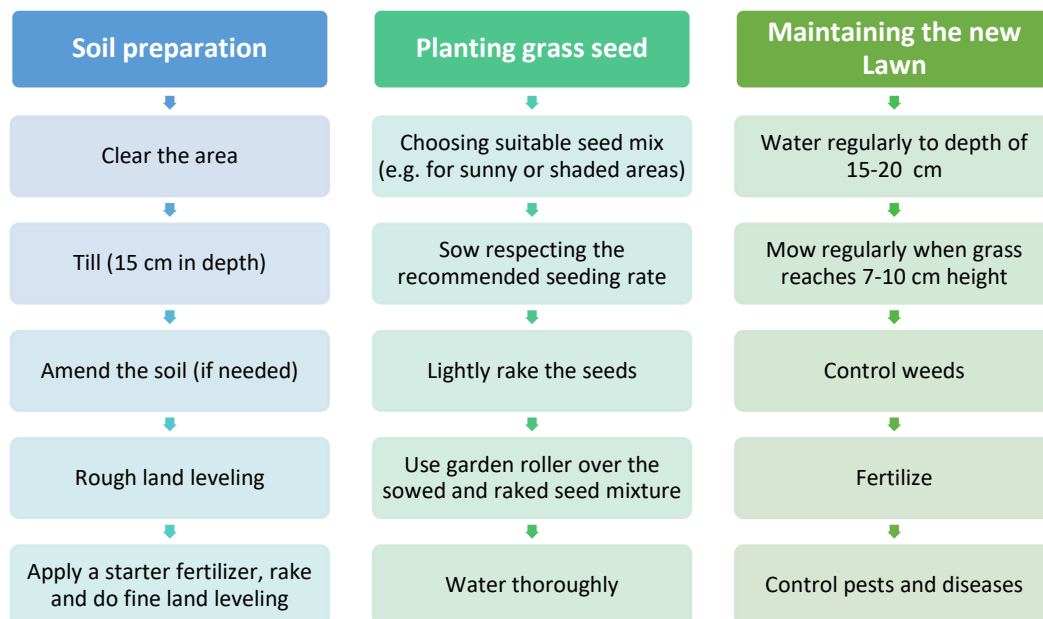 Soil preparation
Clear the area
Till (15 cm in depth)
Amend the soil (if needed)
Rough land leveling
Apply a starter fertilizer, rake
and do fine land leveling
Planting grass seed
Choosing suitable seed mix
(e.g. for sunny or shaded areas)
Sow respecting the
recommended seeding rate
Lightly rake the seeds
Use garden roller over the
sowed and raked seed mixture
Water thoroughly
Maintaining the new
Lawn
Water regularly to depth of
15-20 cm
Mow regularly when grass
reaches 7-10 cm height
Control weeds
Fertilize
Control pests and diseases